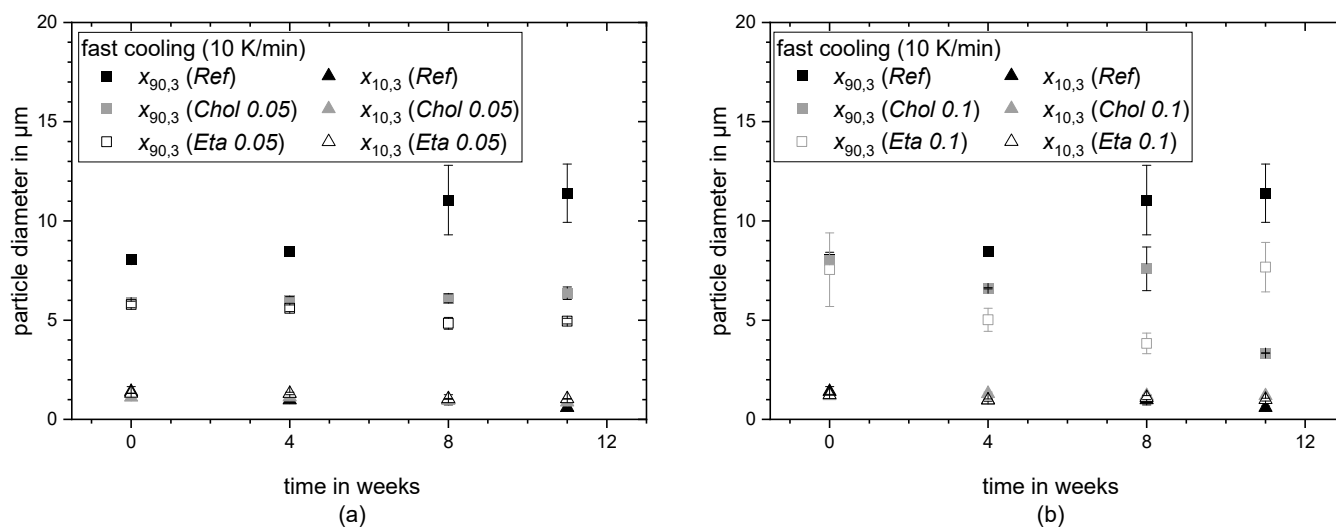 particle diameter in µm
20
15
10
5
0
fast cooling (10 K/min)
x90,3 (Ref) x10,3 (Ref)
x90,3 (Chol 0.05) x10,3 (Chol 0.05)
x90,3 (Eta 0.05) x10,3 (Eta 0.05)
0 4 8 12
time in weeks
(a)
particle diameter in µm
20
15
10
5
0
fast cooling (10 K/min)
x90,3 (Ref) x10,3 (Ref)
x90,3 (Chol 0.1) x10,3 (Chol 0.1)
x90,3 (Eta 0.1) x10,3 (Eta 0.1)
0 4 8 12
time in weeks
(b)